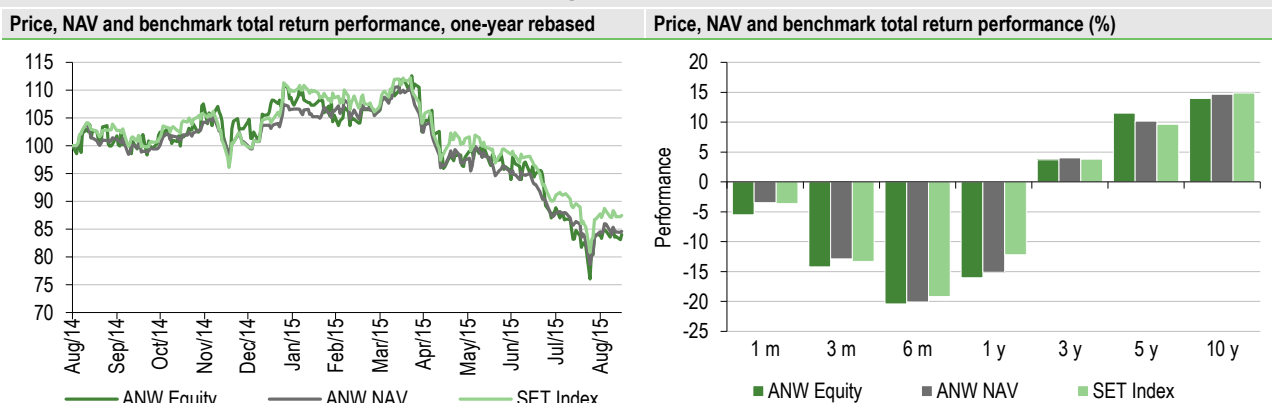 Price, NAV and benchmark total return performance, one-year rebased
Price, NAV and benchmark total return performance (%)
115
110
105
100
95
90
85
80
75
70
Aug/14
Sep/14
Oct/14
Nov/14
Dec/14
Jan/15
Feb/15
Mar/15
Apr/15
May/15
Jun/15
Jul/15
Aug/15
ANW Equity
ANW NAV
SET Index
Performance
20
15
10
5
0
-5
-10
-15
-20
-25
1 m
3 m
6 m
1 y
3 y
5 y
10 y
ANW Equity
ANW NAV
SET Index